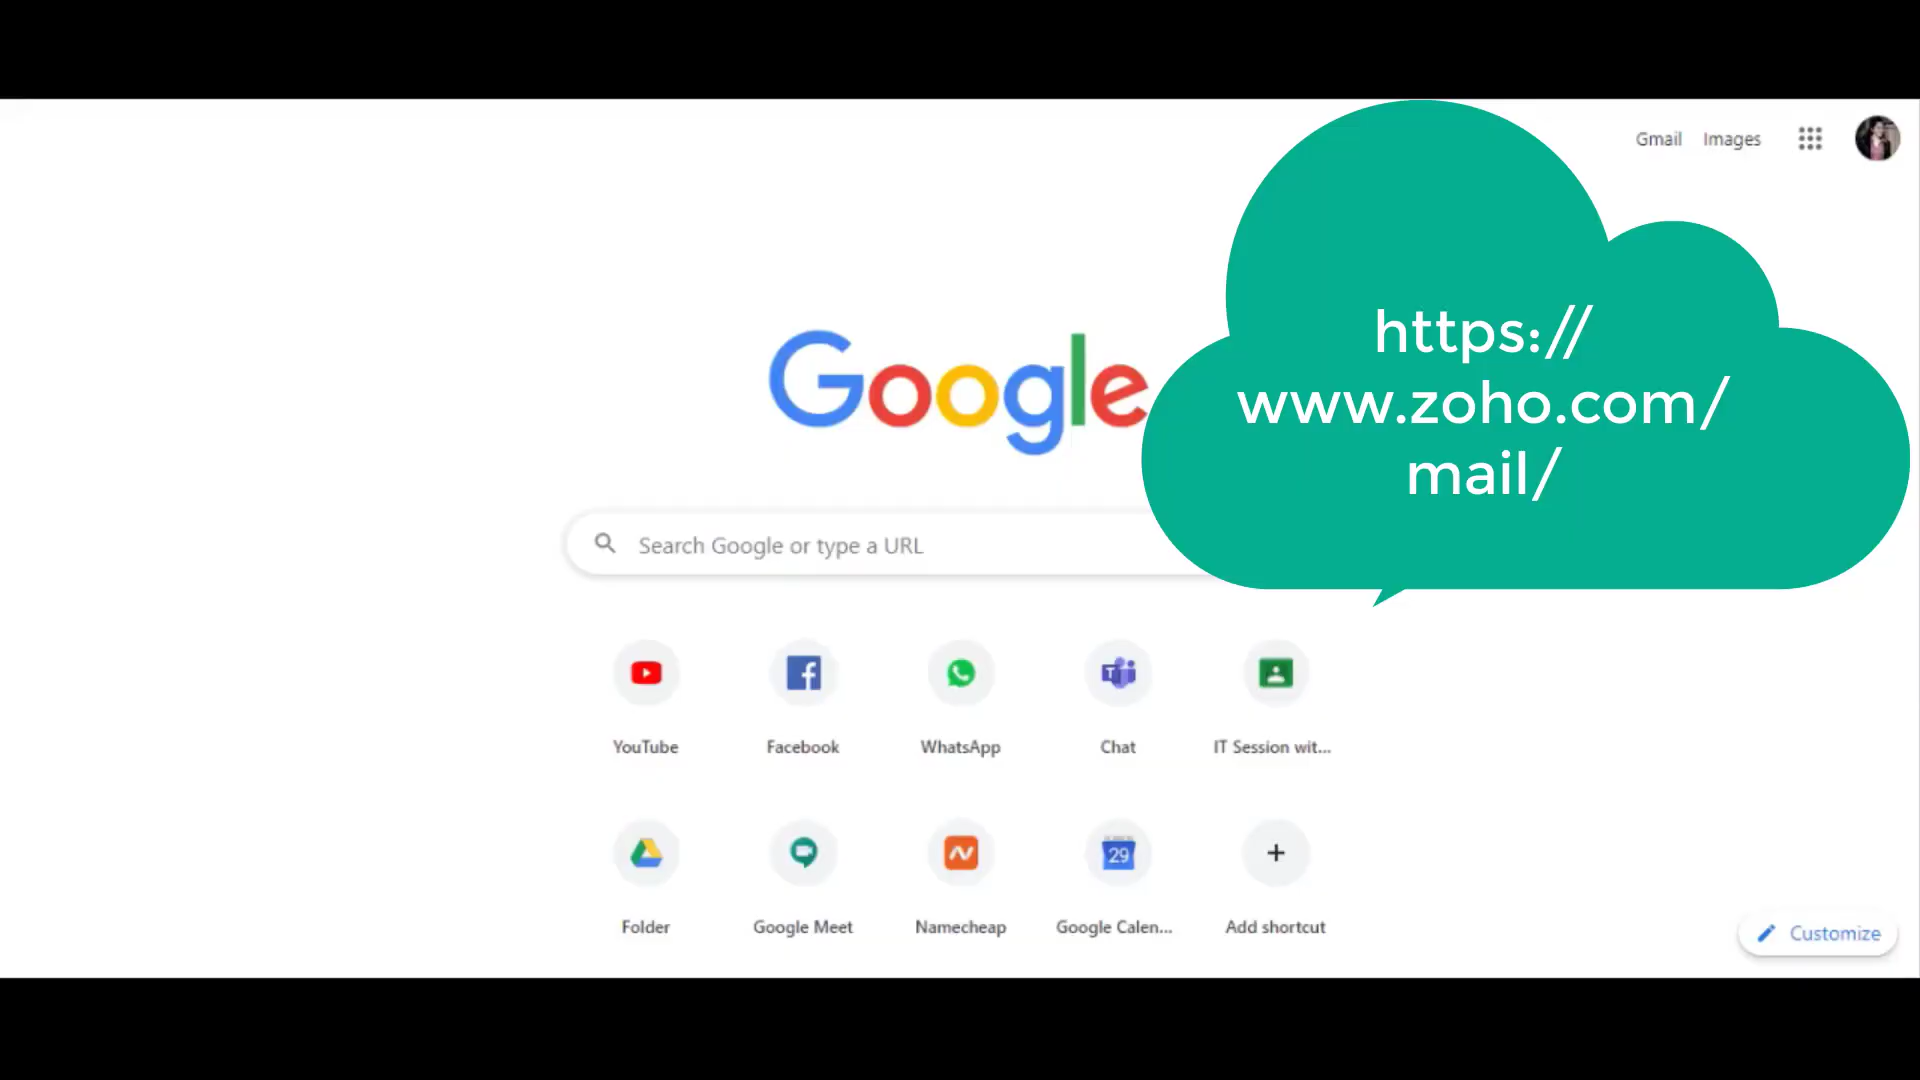 Gmail Images
Google
https://
www.zoho.com/
mail/
Search Google or type a URL
YouTube
Facebook
WhatsApp
Chat
IT Session wit...
29
Folder
Google Meet
Namecheap
Google Calen...
Add shortcut
Customize